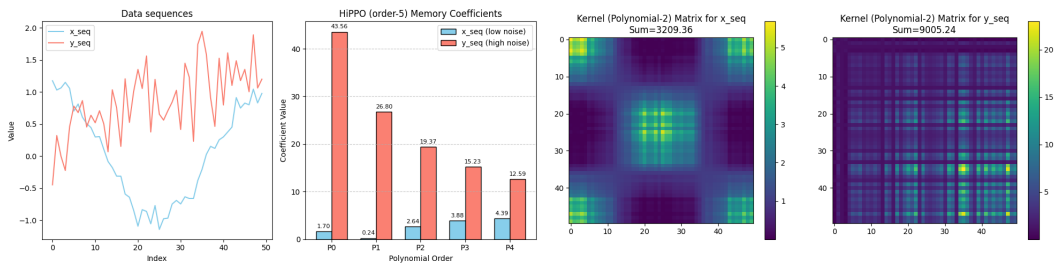 Data sequences
x_seq
y_seq
2.0
1.5
1.0
0.5
0.0
−0.5
−1.0
Value
0 10 20 30 40 50
Index
HiPPO (order-5) Memory Coefficients
x_seq (low noise)
y_seq (high noise)
40
30
20
10
0
Coefficient Value
43.56
26.80
19.37
15.23
12.59
1.70
0.24
2.64
3.88
4.39
P0 P1 P2 P3 P4
Polynomial Order
Kernel (Polynomial-2) Matrix for x_seq
Sum=3209.36
0
10
20
30
40
0 20 40
5
4
3
2
1
Kernel (Polynomial-2) Matrix for y_seq
Sum=9005.24
0
10
20
30
40
0 20 40
20
15
10
5